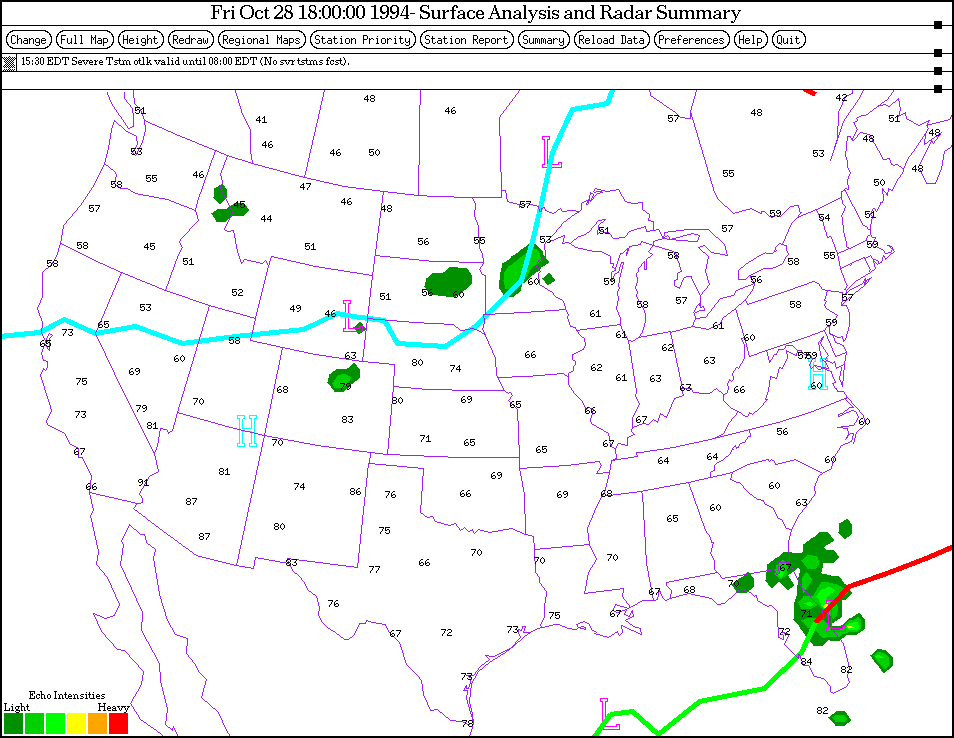 Fri Oct 28 18:00:00 1994- Surface Analysis and Radar Summary
Change Full Map Height Redraw Regional Maps Station Priority Station Report Summary Reload Data Preferences Help Quit
15:30 EDT Severe Tstm otlk valid until 08:00 EDT (No svr tstms fcst).
48 42
51 41 46 57 48 51
46 48 48
53 46 50 L 53
58 55 46 47 55 50 48
57 45 44 46 48 57 59 54 51
58 45 51 56 55 53 51 57 55 59
58 51 58 58
52 49 51 56 60 60 59 56
65 53 46 L 61 58 57 58 57
73 61 61 59
65 58 63 66 62 60
60 80 74 62 61 63 63 59
75 69 68 79 63 66 H 60
73 79 70 80 69 65 66
81 H 83 67 60
67 70 71 65 65 67 56
81 69 64 64 60
66 91 74 86 76 66 69 68 60
87 65 60 63
87 80 75
83 77 66 70 70 70 67
76 67 68 70
67 72 73 55 67 71 L
75 72
84 82
73
78 L 82
Echo Intensities
Light Heavy